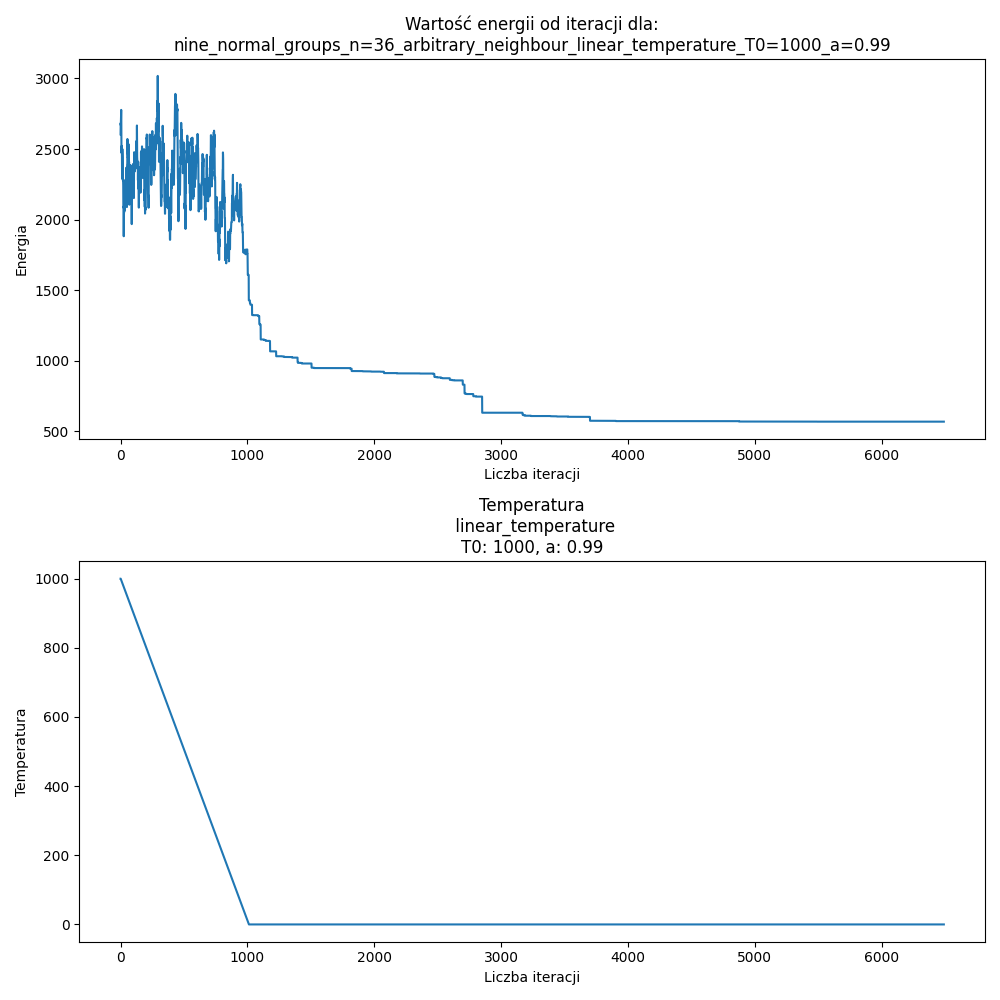 Wartość energii od iteracji dla:
nine_normal_groups_n=36_arbitrary_neighbour_linear_temperature_T0=1000_a=0.99
3000
2500
2000
1500
1000
500
Energia
0
1000
2000
3000
4000
5000
6000
Liczba iteracji
Temperatura
linear_temperature
T0: 1000, a: 0.99
1000
800
600
400
200
0
Temperatura
0
1000
2000
3000
4000
5000
6000
Liczba iteracji